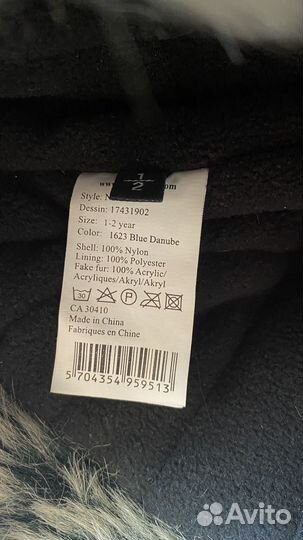 1
2
www. .com
Style: N
Dessin: 17431902
Size: 1-2 year
Color: 1623 Blue Danube
Shell: 100% Nylon
Lining: 100% Polyester
Fake fur: 100% Acrylic/
Acryliques/Akryl/Akryl
30 P
CA 30410
Made in China
Fabriques en Chine
5 704354 959513
Avito